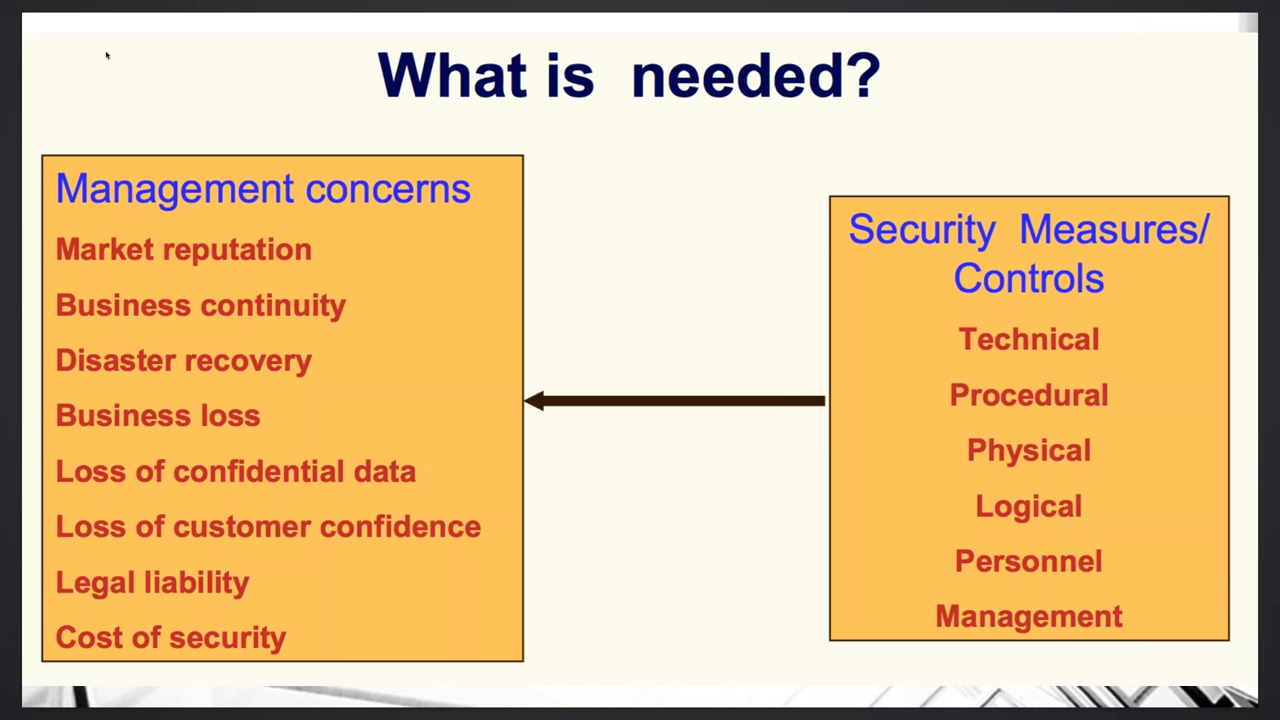 What is needed?
Management concerns
Market reputation
Business continuity
Disaster recovery
Business loss
Loss of confidential data
Loss of customer confidence
Legal liability
Cost of security
Security Measures/
Controls
Technical
Procedural
Physical
Logical
Personnel
Management